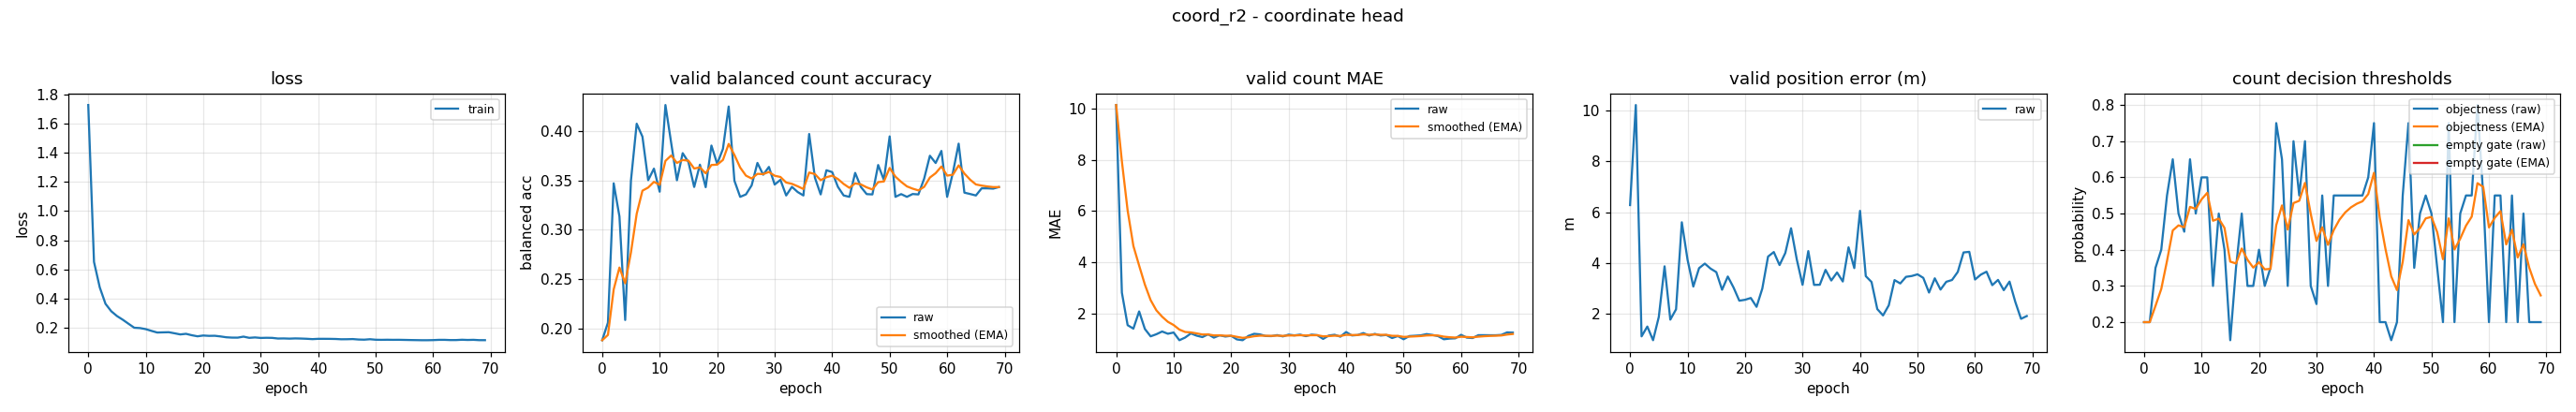 coord_r2 - coordinate head
loss
1.8
1.6
1.4
1.2
1.0
0.8
0.6
0.4
0.2
0 10 20 30 40 50 60 70
epoch
loss
train
valid balanced count accuracy
0.40
0.35
0.30
0.25
0.20
0 10 20 30 40 50 60 70
epoch
balanced acc
raw
smoothed (EMA)
valid count MAE
10
8
6
4
2
0 10 20 30 40 50 60 70
epoch
MAE
raw
smoothed (EMA)
valid position error (m)
10
8
6
4
2
0 10 20 30 40 50 60 70
epoch
m
raw
count decision thresholds
0.8
0.7
0.6
0.5
0.4
0.3
0.2
0 10 20 30 40 50 60 70
epoch
probability
objectness (raw)
objectness (EMA)
empty gate (raw)
empty gate (EMA)